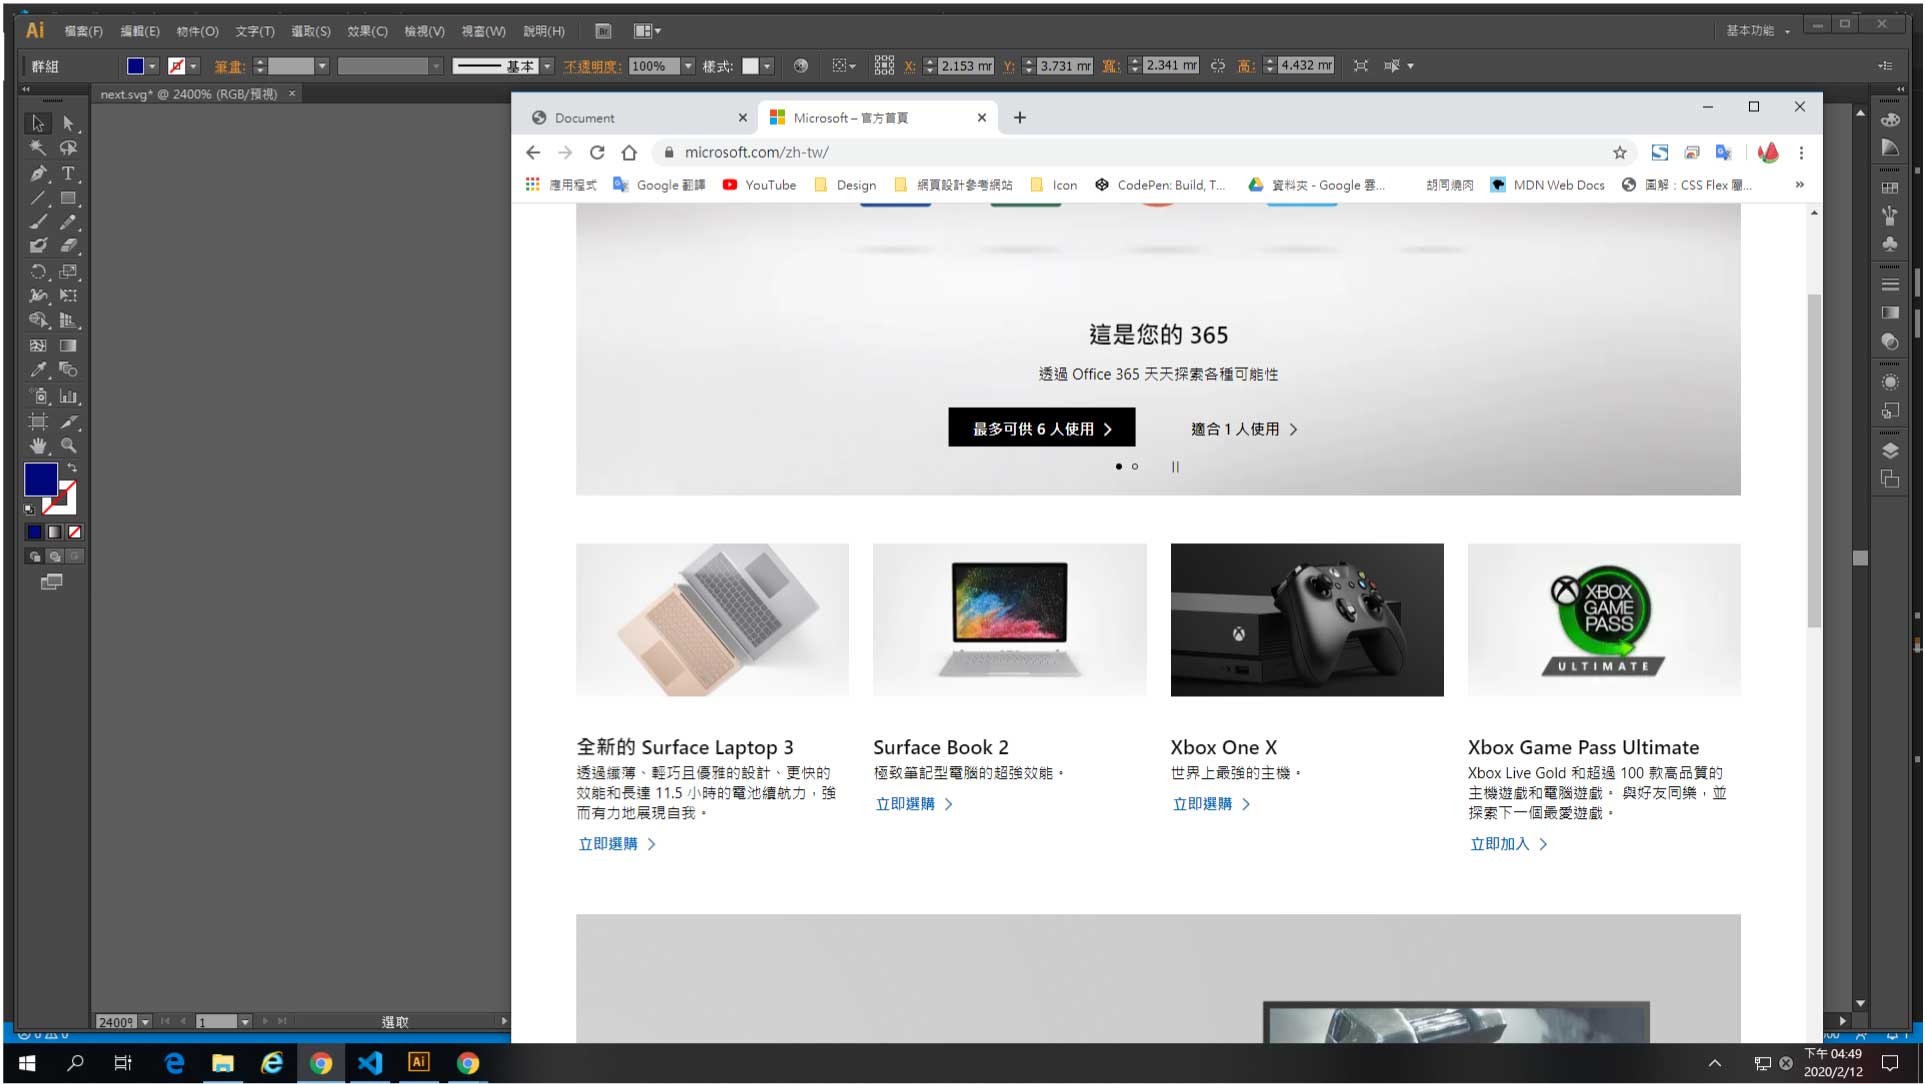 Ai 檔案(F) 編輯(E) 物件(O) 文字(T) 選取(S) 效果(C) 檢視(V) 視窗(W) 說明(H) Br 基本功能
群組 筆畫: 基本 不透明度: 100% 樣式: X: 2.153 mr Y: 3.731 mr 寬: 2.341 mr 高: 4.432 mr
next.svg* @ 2400% (RGB/預視) ×
Document
Microsoft – 官方首頁
microsoft.com/zh-tw/
應用程式 Google 翻譯 YouTube Design 網頁設計參考網站 Icon CodePen: Build, T... 資料夾 - Google 雲... 胡同燒肉 MDN Web Docs 圖解：CSS Flex 屬... »
這是您的 365
透過 Office 365 天天探索各種可能性
最多可供 6 人使用
適合 1 人使用
XBOX
GAME
PASS
ULTIMATE
全新的 Surface Laptop 3
透過纖薄、輕巧且優雅的設計、更快的
效能和長達 11.5 小時的電池續航力，強
而有力地展現自我。
立即選購
Surface Book 2
極致筆記型電腦的超強效能。
立即選購
Xbox One X
世界上最強的主機。
立即選購
Xbox Game Pass Ultimate
Xbox Live Gold 和超過 100 款高品質的
主機遊戲和電腦遊戲。 與好友同樂，並
探索下一個最愛遊戲。
立即加入
2400% 1 選取
Ai
下午 04:49
2020/2/12